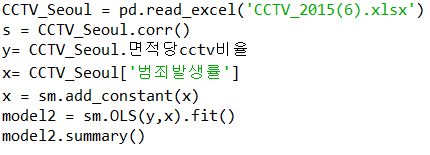 CCTV_Seoul = pd.read_excel('CCTV_2015(6).xlsx')
s = CCTV_Seoul.corr()
y= CCTV_Seoul.면적당cctv비율
x= CCTV_Seoul['범죄발생률']
x = sm.add_constant(x)
model2 = sm.OLS(y,x).fit()
model2.summary()